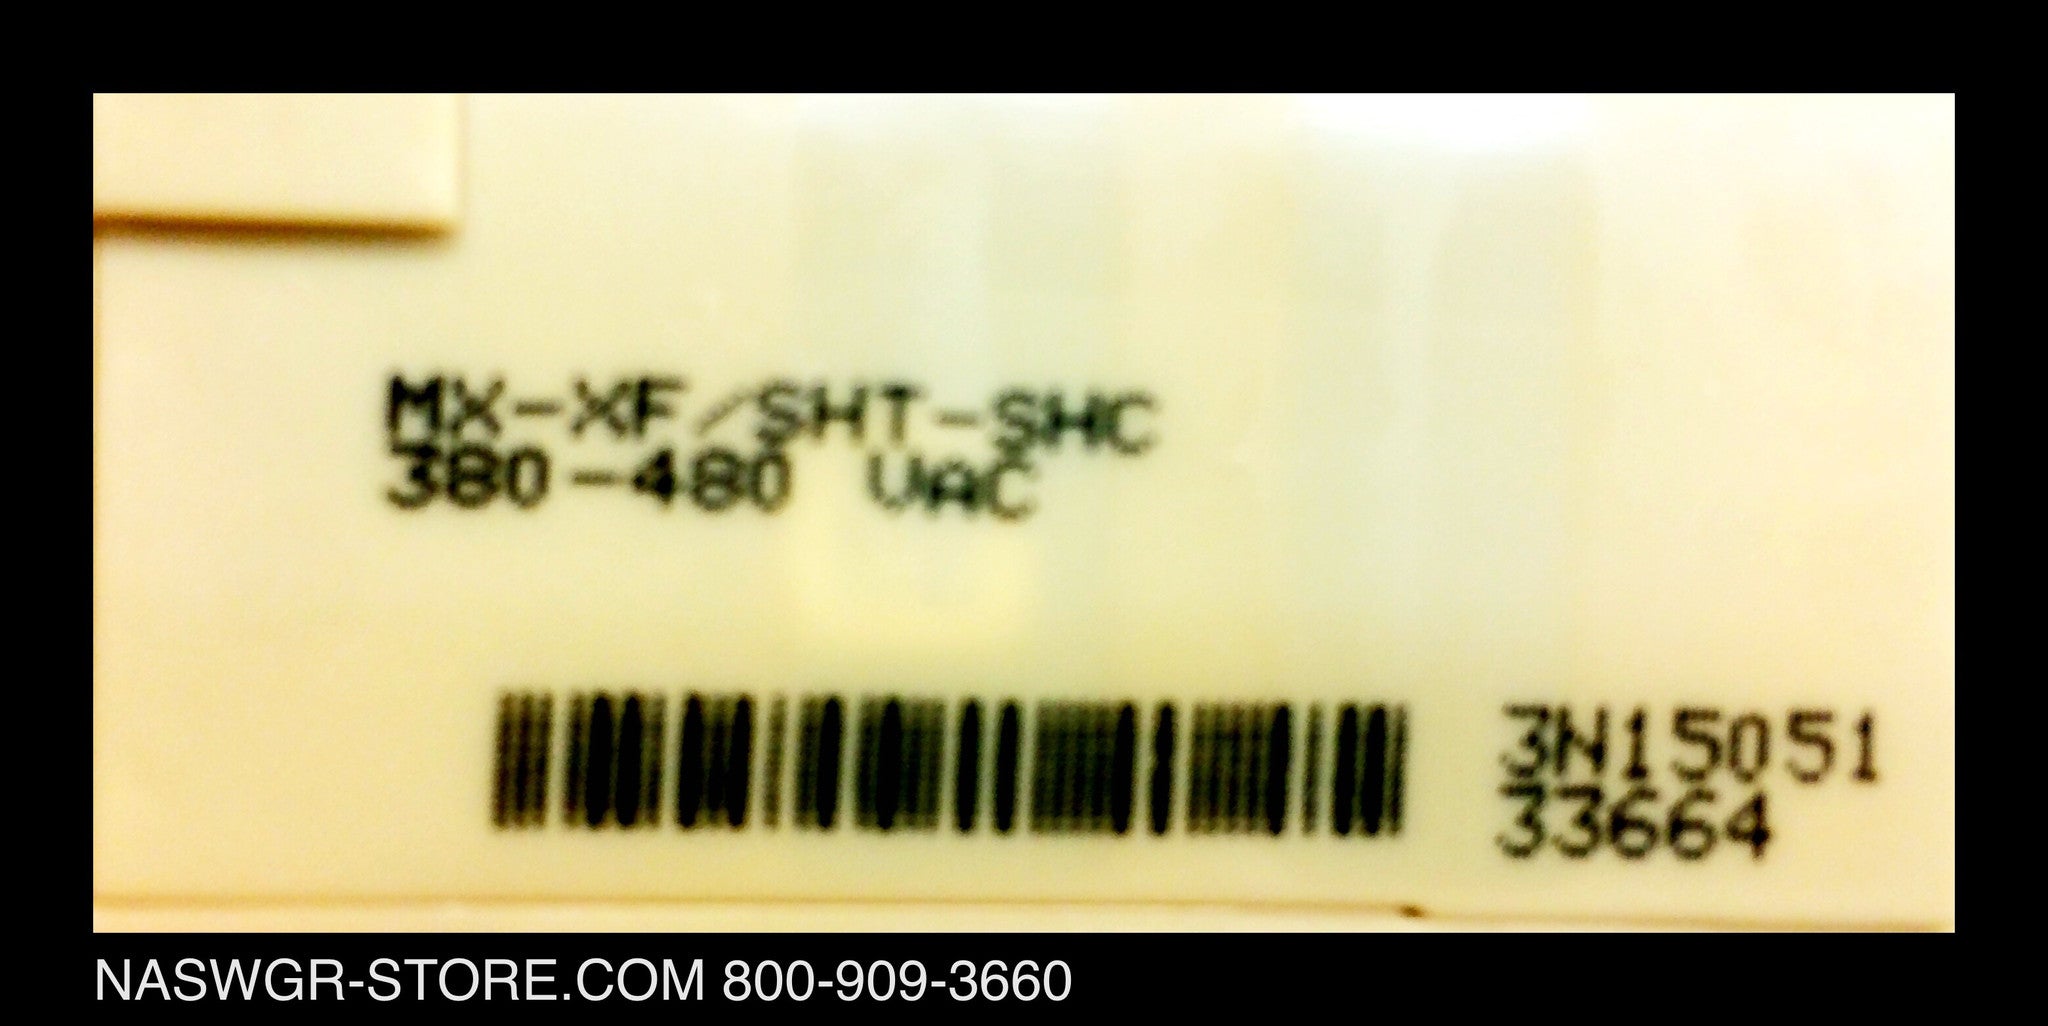 MX-XF/SHT-SHC
380-480 VAC
3N15051
33664
NASWGR-STORE.COM 800-909-3660